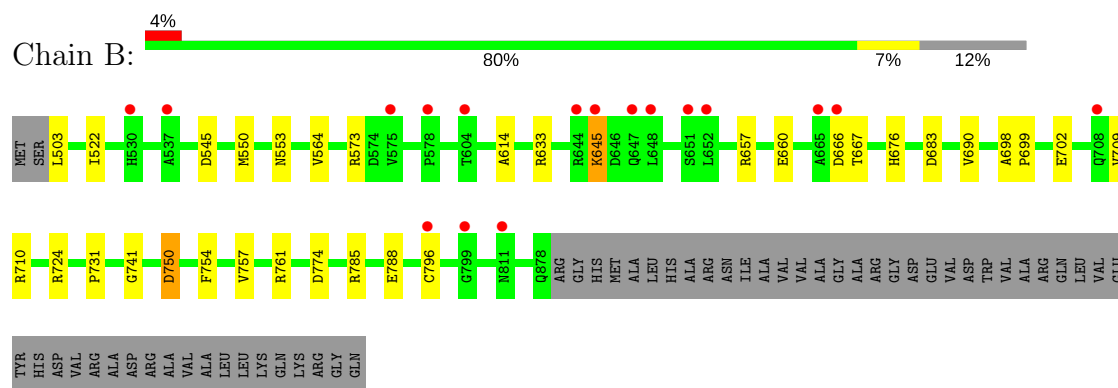 4%
Chain B:
80% 7% 12%
MET SER L503 I522 H530 A537 D545 M550 N553 V564 R573 D574 V575 P578 T604 A614 R633 R644 K645 D646 Q647 L648 S651 L652 R657 E660 A665 D666 T667 H676 D683 V690 A698 P699 E702 Q708 V709
R710 R724 P731 G741 D750 F754 V757 R761 D774 R785 E788 C796 G799 N811 Q878 ARG GLY HIS MET ALA LEU HIS ALA ARG ASN ILE ALA VAL VAL ALA GLY ALA ARG GLY ASP GLU VAL ASP TRP VAL ALA ARG GLN LEU VAL GLU
TYR HIS ASP VAL ARG ALA ASP ARG ALA VAL ALA LEU LEU LYS GLN LYS ARG GLY GLN